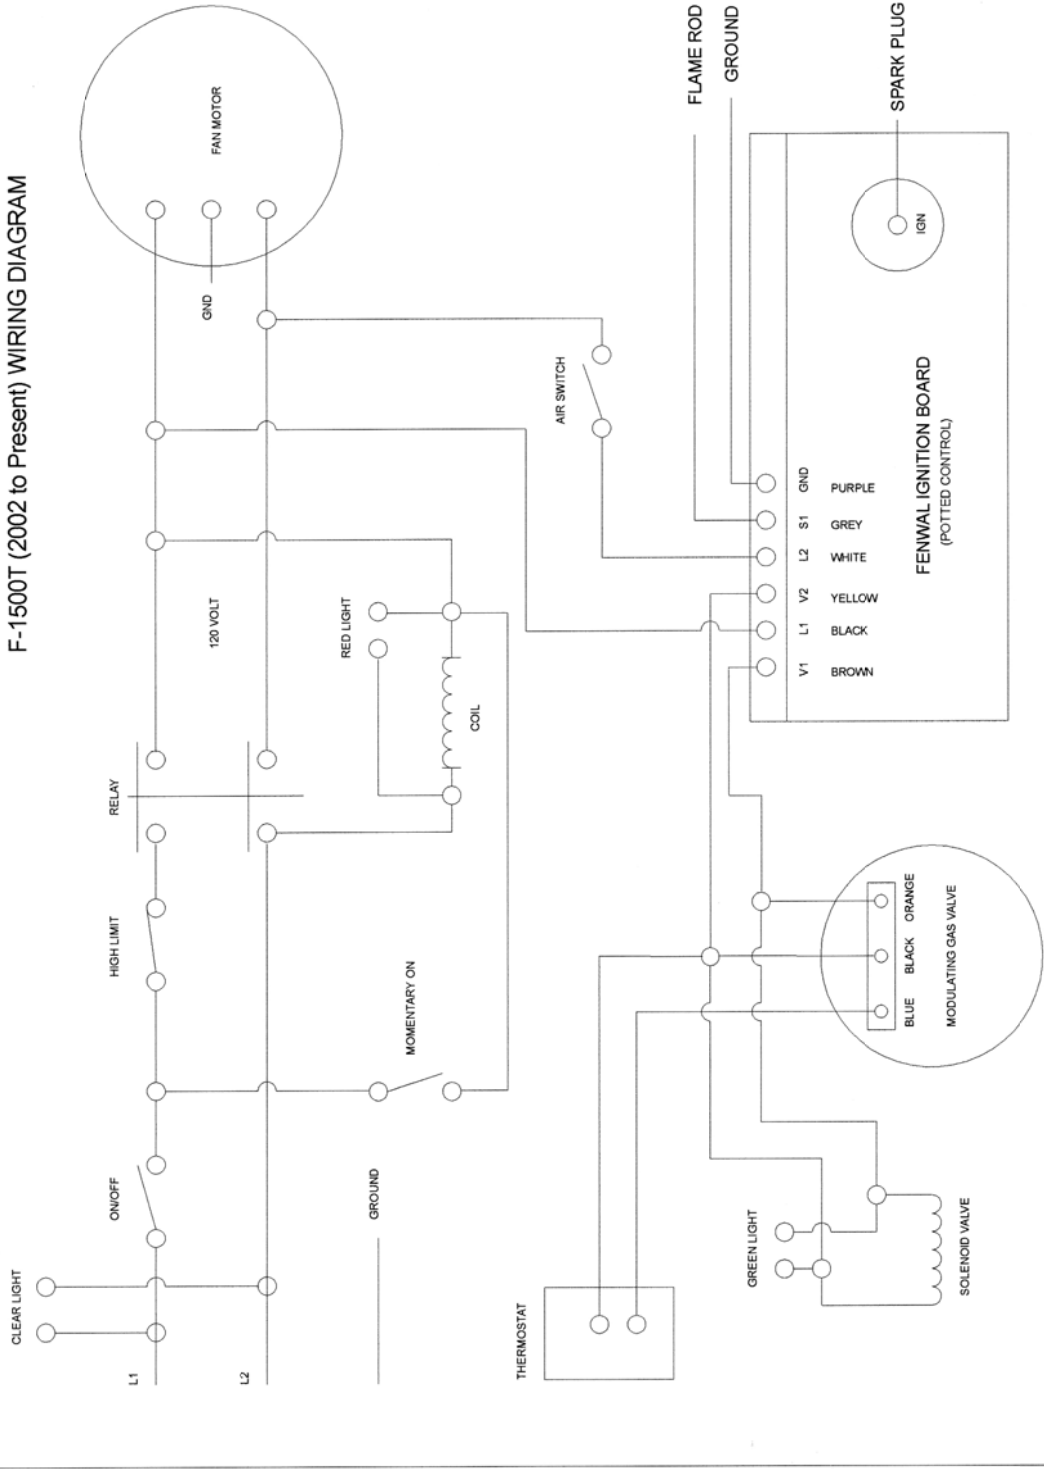 F-1500T (2002 to Present) WIRING DIAGRAM
CLEAR LIGHT
L1
L2
ON/OFF
GROUND
HIGH LIMIT
MOMENTARY ON
RELAY
120 VOLT
RED LIGHT
COIL
GND
FAN MOTOR
AIR SWITCH
THERMOSTAT
GREEN LIGHT
SOLENOID VALVE
BLUE
BLACK
ORANGE
MODULATING GAS VALVE
V1
BROWN
L1
BLACK
V2
YELLOW
L2
WHITE
S1
GREY
GND
PURPLE
FENWAL IGNITION BOARD
(POTTED CONTROL)
IGN
FLAME ROD
GROUND
SPARK PLUG